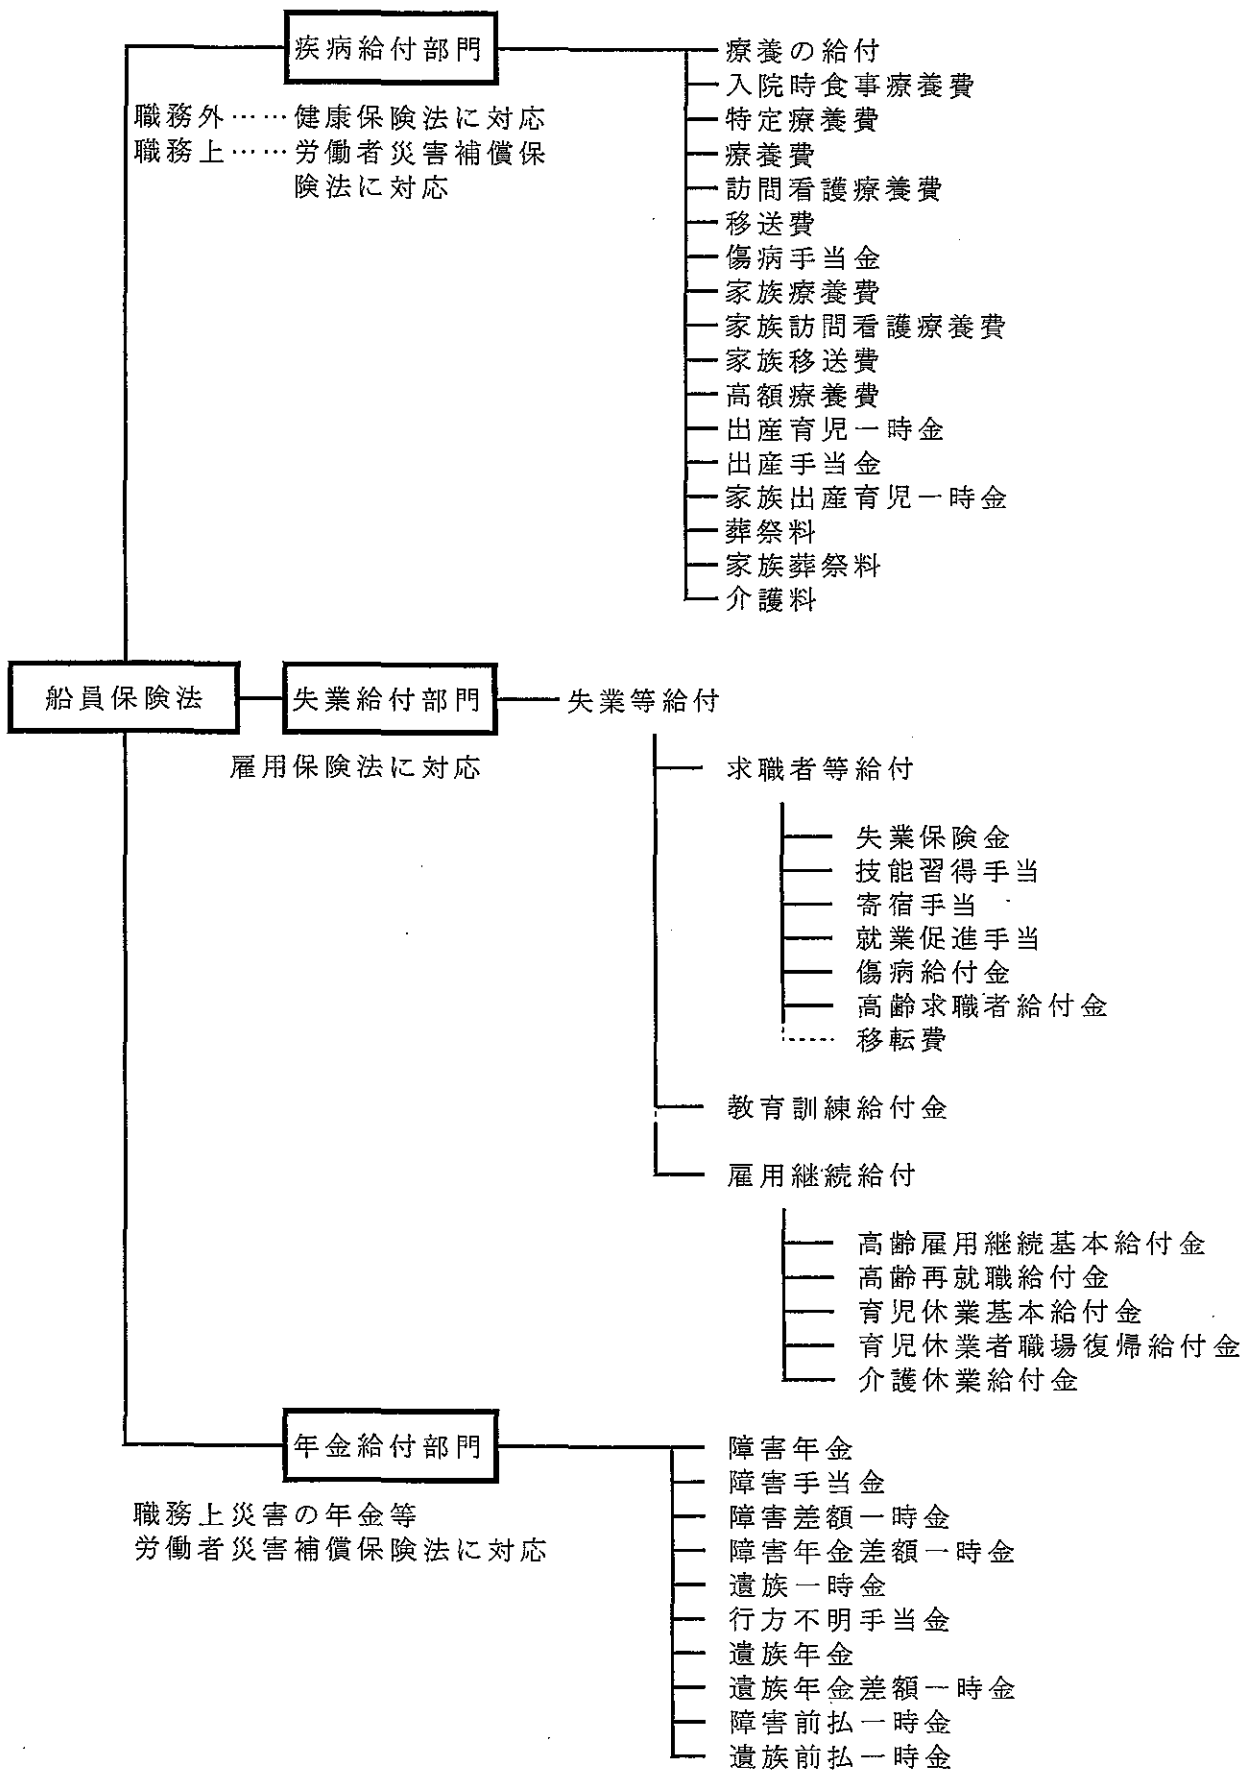 疾病給付部門
職務外……健康保険法に対応
職務上……労働者災害補償保
険法に対応
療養の給付
入院時食事療養費
特定療養費
療養費
訪問看護療養費
移送費
傷病手当金
家族療養費
家族訪問看護療養費
家族移送費
高額療養費
出産育児一時金
出産手当金
家族出産育児一時金
葬祭料
家族葬祭料
介護料
船員保険法
失業給付部門
雇用保険法に対応
失業等給付
求職者等給付
失業保険金
技能習得手当
寄宿手当
就業促進手当
傷病給付金
高齢求職者給付金
移転費
教育訓練給付金
雇用継続給付
高齢雇用継続基本給付金
高齢再就職給付金
育児休業基本給付金
育児休業者職場復帰給付金
介護休業給付金
年金給付部門
職務上災害の年金等
労働者災害補償保険法に対応
障害年金
障害手当金
障害差額一時金
障害年金差額一時金
遺族一時金
行方不明手当金
遺族年金
遺族年金差額一時金
障害前払一時金
遺族前払一時金